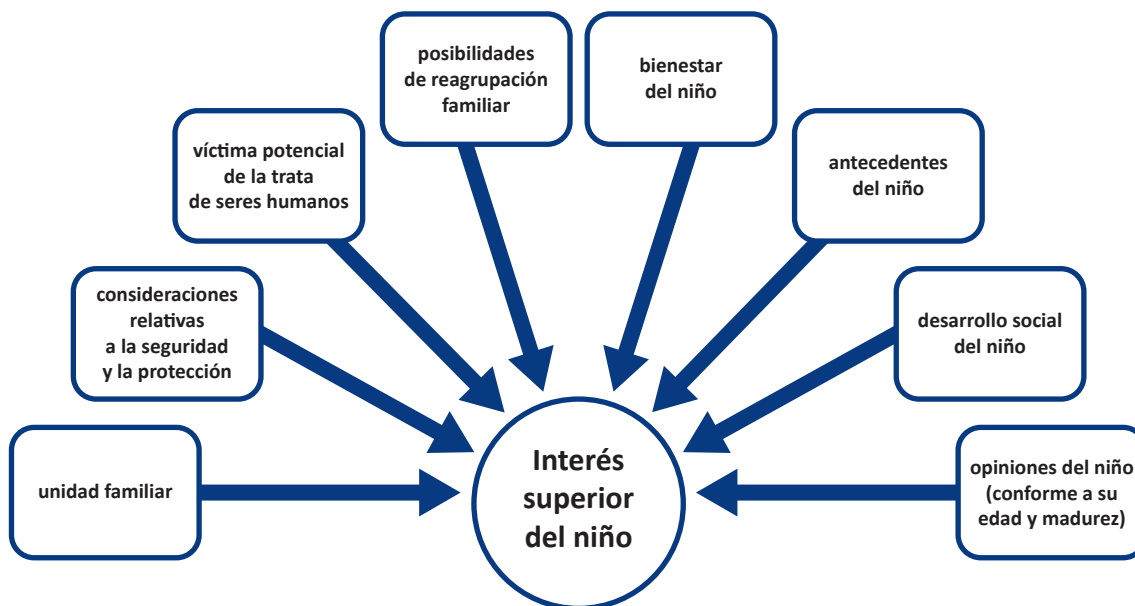 posibilidades
de reagrupación
familiar
bienestar
del niño
víctima potencial
de la trata
de seres humanos
antecedentes
del niño
consideraciones
relativas
a la seguridad
y la protección
desarrollo social
del niño
unidad familiar
Interés
superior
del niño
opiniones del niño
(conforme a su
edad y madurez)